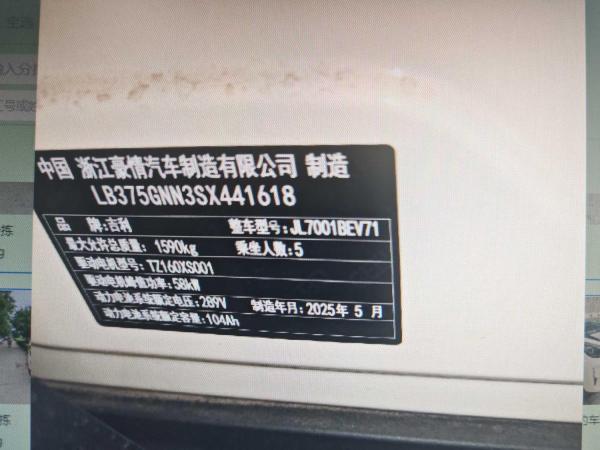 中国 浙江豪情汽车制造有限公司 制造
LB375GNN3SX441618
品 牌:吉利 整车型号:JL7001BEV71
最大允许总质量: 1590kg 乘坐人数:5
驱动电机型号: TZ160XS001
驱动电机峰值功率: 58kW
动力电池系统额定电压: 289V 制造年月: 2025年 5 月
动力电池系统额定容量: 104Ah